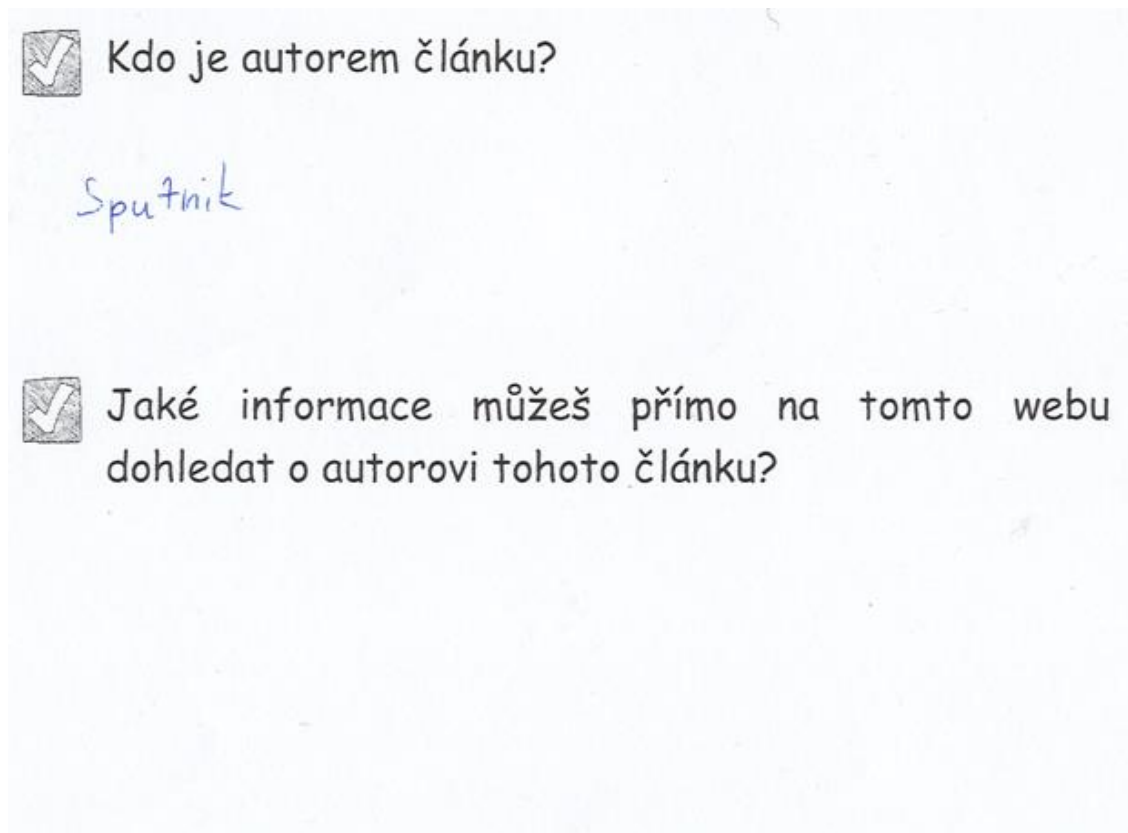 Kdo je autorem článku?
Sputnik
Jaké informace můžeš přímo na tomto webu
dohledat o autorovi tohoto článku?